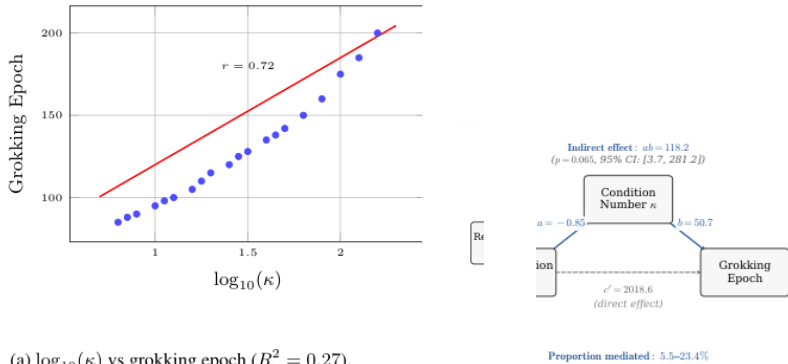 200
150
100
Grokking Epoch
r = 0.72
1
1.5
2
log₁₀(κ)
(a) log₁₀(κ) vs grokking epoch (R² = 0.27).
Indirect effect: ab = 118.2
(p = 0.065, 95% CI: [3.7, 281.2])
Condition
Number κ
a = −0.85
b = 50.7
Grokking
Epoch
c′ = 2018.6
(direct effect)
Proportion mediated: 5.5–23.4%